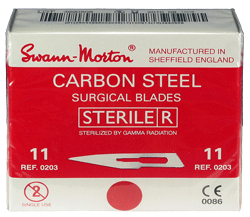 Swann-Morton®
MANUFACTURED IN
SHEFFIELD ENGLAND
CARBON STEEL
SURGICAL BLADES
STERILE R
STERILIZED BY GAMMA RADIATION
11
REF. 0203
11
REF. 0203
2
SINGLE USE
CE
0086